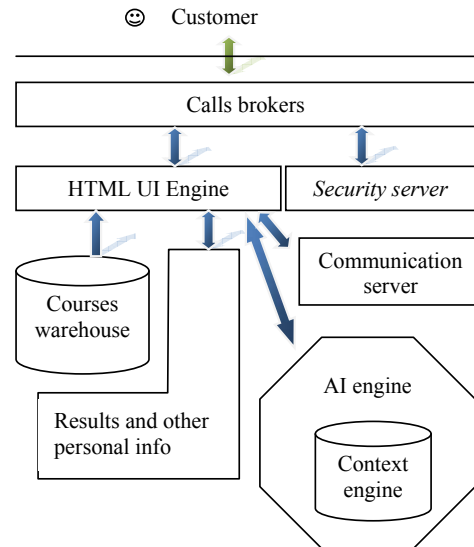 ☺ Customer
Calls brokers
HTML UI Engine
Security server
Communication
server
Courses
warehouse
AI engine
Results and other
personal info
Context
engine